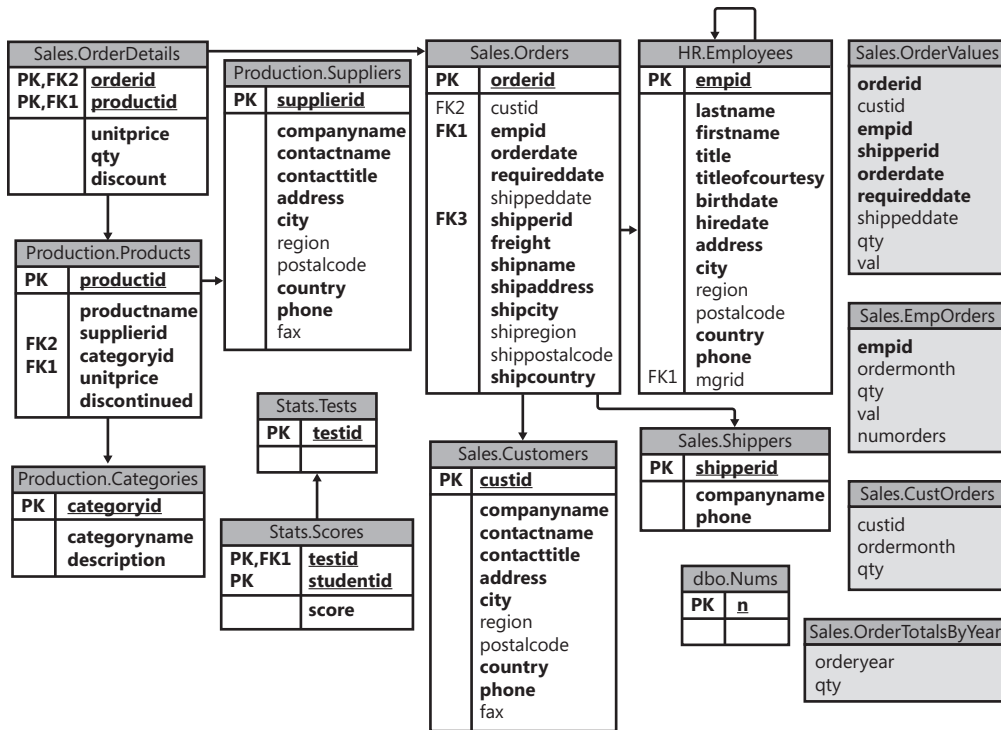 Sales.OrderDetails
PK,FK2 orderid
PK,FK1 productid
unitprice
qty
discount
Production.Suppliers
PK supplierid
companyname
contactname
contacttitle
address
city
region
postalcode
country
phone
fax
Sales.Orders
PK orderid
FK2 custid
FK1 empid
orderdate
requireddate
shippeddate
FK3 shipperid
freight
shipname
shipaddress
shipcity
shipregion
shippostalcode
shipcountry
HR.Employees
PK empid
lastname
firstname
title
titleofcourtesy
birthdate
hiredate
address
city
region
postalcode
country
phone
FK1 mgrid
Sales.OrderValues
orderid
custid
empid
shipperid
orderdate
requireddate
shippeddate
qty
val
Production.Products
PK productid
productname
FK2 supplierid
FK1 categoryid
unitprice
discontinued
Sales.EmpOrders
empid
ordermonth
qty
val
numorders
Stats.Tests
PK testid
Production.Categories
PK categoryid
categoryname
description
Stats.Scores
PK,FK1 testid
PK studentid
score
Sales.Customers
PK custid
companyname
contactname
contacttitle
address
city
region
postalcode
country
phone
fax
Sales.Shippers
PK shipperid
companyname
phone
Sales.CustOrders
custid
ordermonth
qty
dbo.Nums
PK n
Sales.OrderTotalsByYear
orderyear
qty